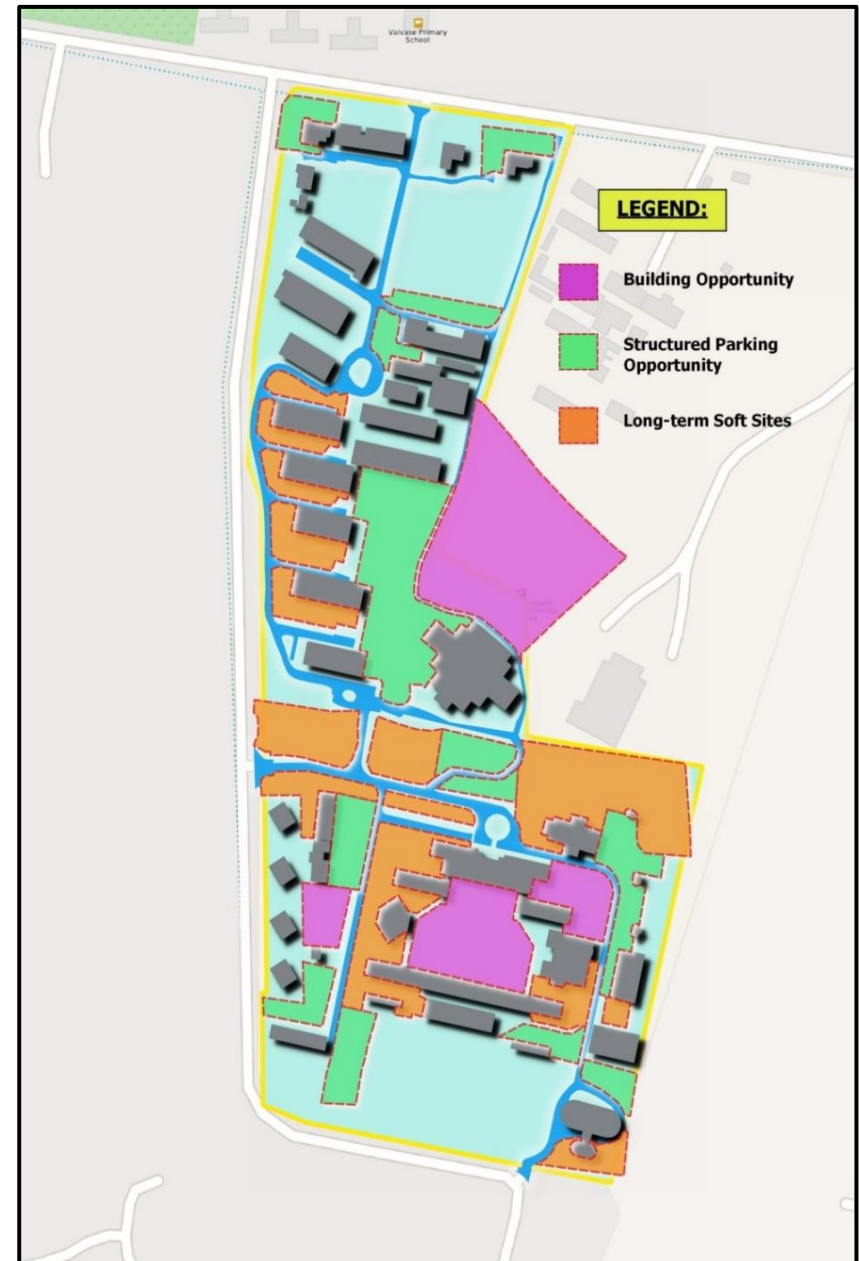 Vaivase Primary
School
LEGEND:
Building Opportunity
Structured Parking
Opportunity
Long-term Soft Sites